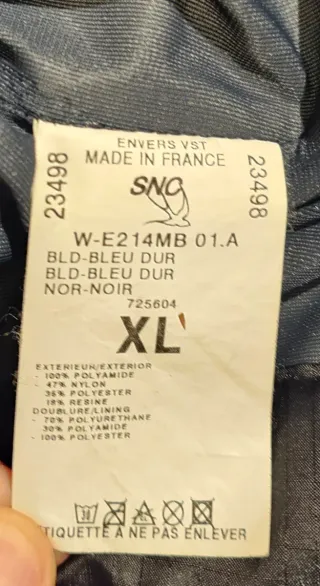 ENVERS VST
MADE IN FRANCE
23498
23498
SNC
W-E214MB 01.A
BLD-BLEU DUR
BLD-BLEU DUR
NOR-NOIR
725604
XL
EXTERIEUR/EXTERIOR
- 100% POLYAMIDE
- 47% NYLON
35% POLYESTER
18% RESINE
DOUBLURE/LINING
- 70% POLYURETHANE
30% POLYAMIDE
- 100% POLYESTER
ETIQUETTE A NE PAS ENLEVER